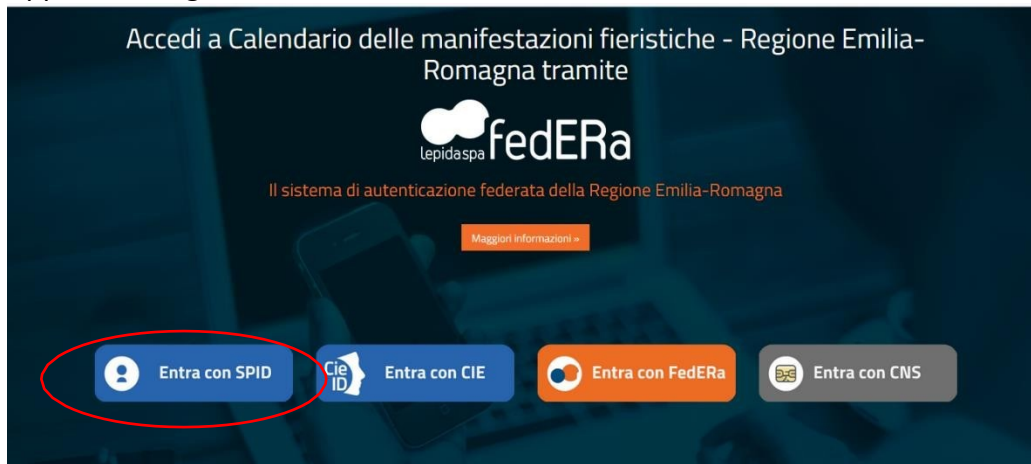 Accedi a Calendario delle manifestazioni fieristiche - Regione Emilia-
Romagna tramite
lepidaspa fedERa
Il sistema di autenticazione federata della Regione Emilia-Romagna
Maggiori informazioni »
Entra con SPID
Cie ID Entra con CIE
Entra con FedERa
Entra con CNS